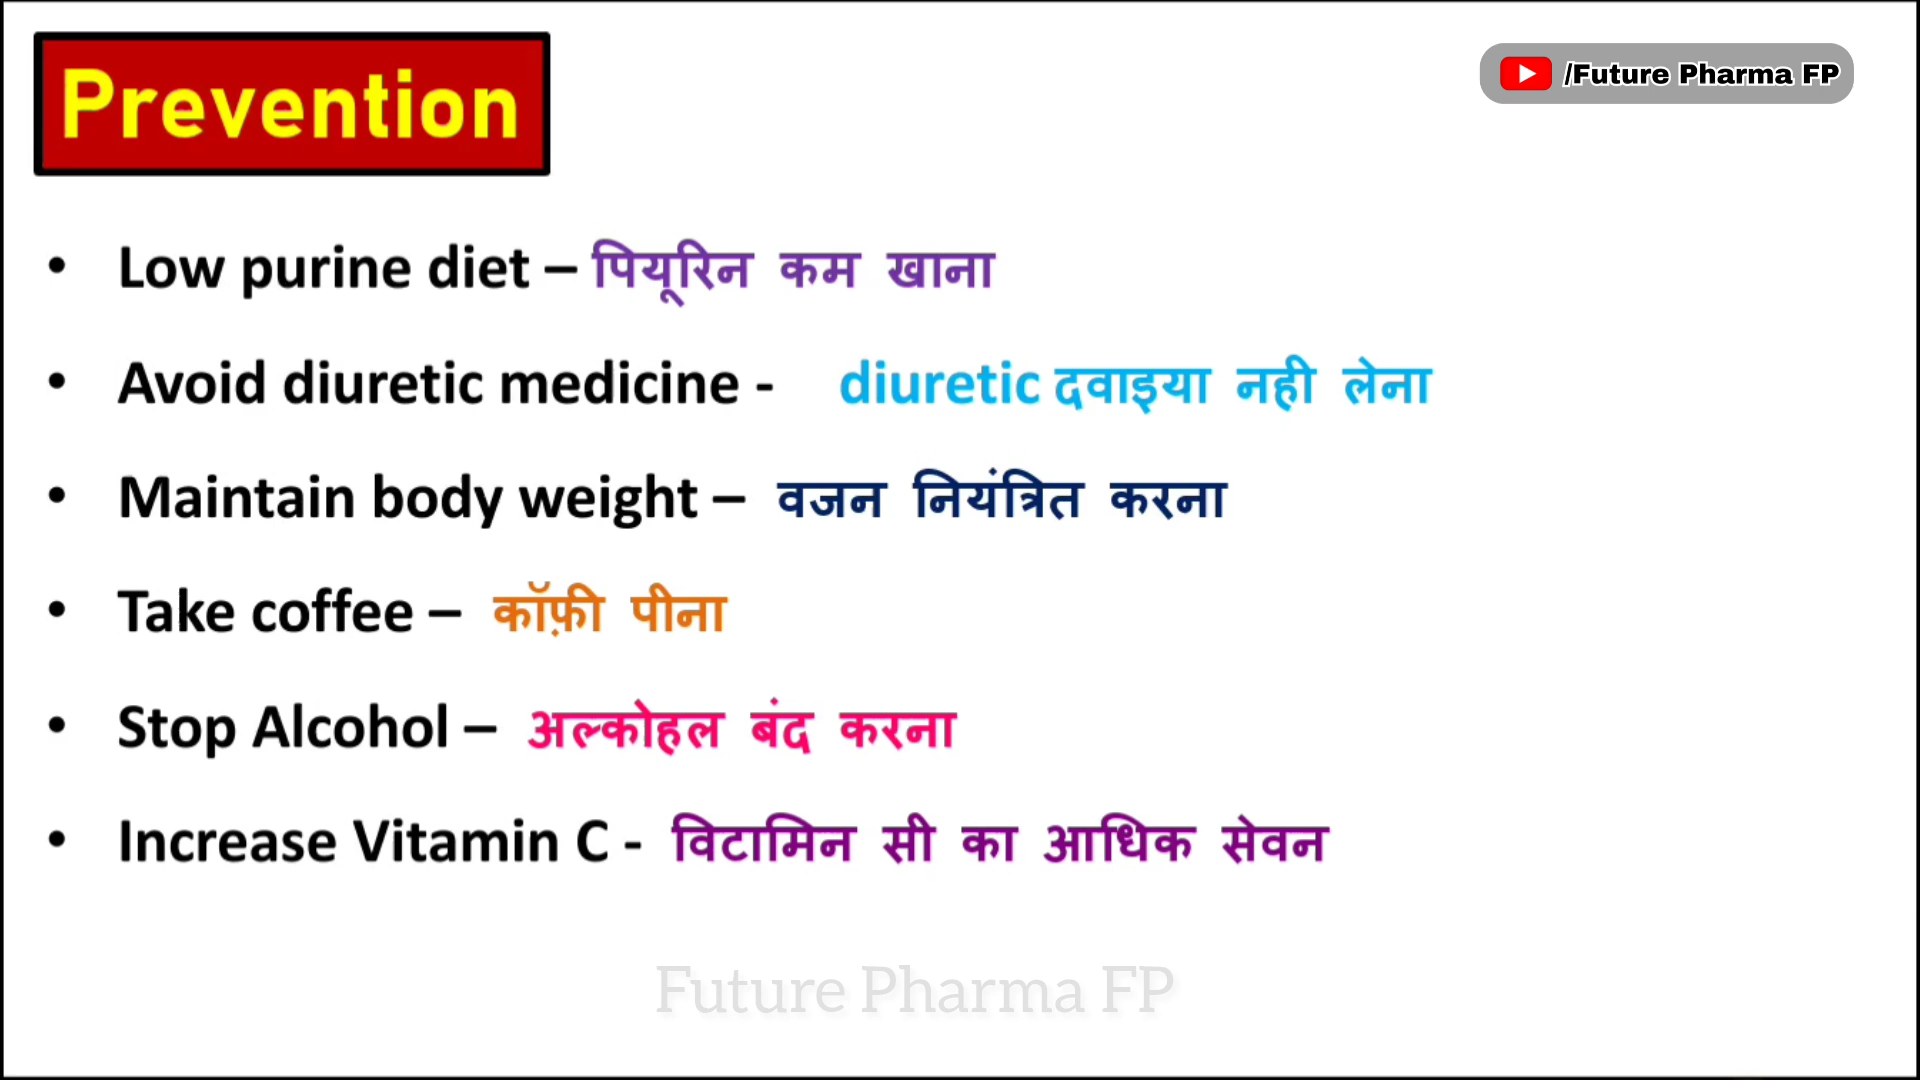 Prevention
/Future Pharma FP
• Low purine diet – पियूरिन कम खाना
• Avoid diuretic medicine - diuretic दवाइया नही लेना
• Maintain body weight – वजन नियंत्रित करना
• Take coffee – कॉफ़ी पीना
• Stop Alcohol – अल्कोहल बंद करना
• Increase Vitamin C - विटामिन सी का आधिक सेवन
Future Pharma FP